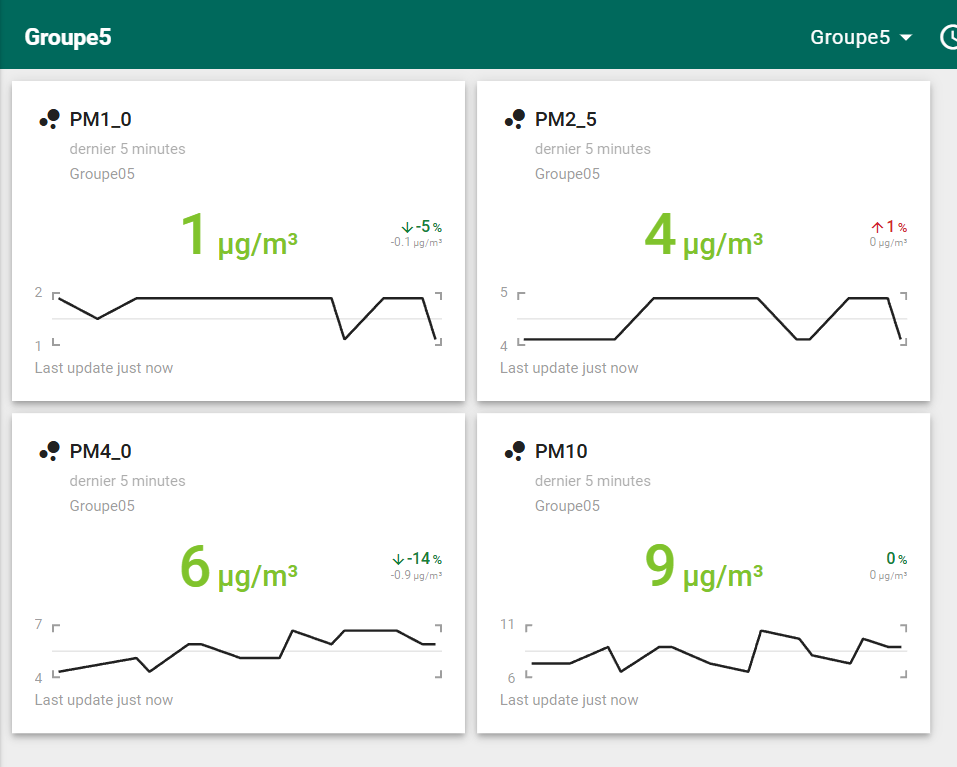 Groupe5
Groupe5
PM1_0
dernier 5 minutes
Groupe05
1 µg/m³
-5 %
-0.1 µg/m³
2
1
Last update just now
PM2_5
dernier 5 minutes
Groupe05
4 µg/m³
1 %
0 µg/m³
5
4
Last update just now
PM4_0
dernier 5 minutes
Groupe05
6 µg/m³
-14 %
-0.9 µg/m³
7
4
Last update just now
PM10
dernier 5 minutes
Groupe05
9 µg/m³
0 %
0 µg/m³
11
6
Last update just now